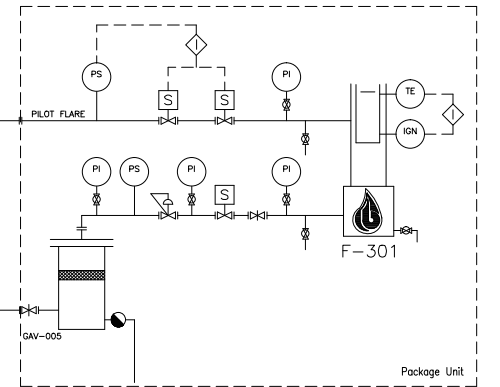 PS
I
S
S
PI
TE
PILOT FLARE
I
IGN
PI
PS
PI
S
PI
F-301
GAV-005
Package Unit